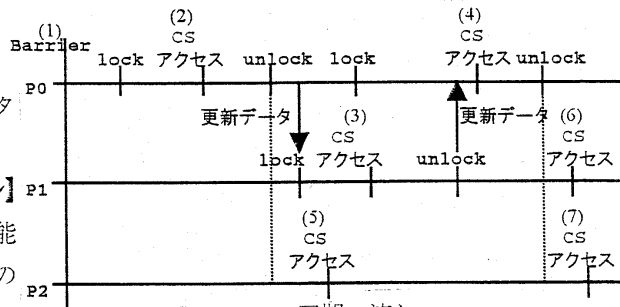 (1)
Barrier
(2)
CS
アクセス
lock
unlock
lock
(4)
CS
アクセス
unlock
P0
更新データ
(3)
CS
アクセス
lock
更新データ
unlock
(6)
CS
アクセス
P1
(5)
CS
アクセス
(7)
CS
アクセス
P2
タ
】
能
の